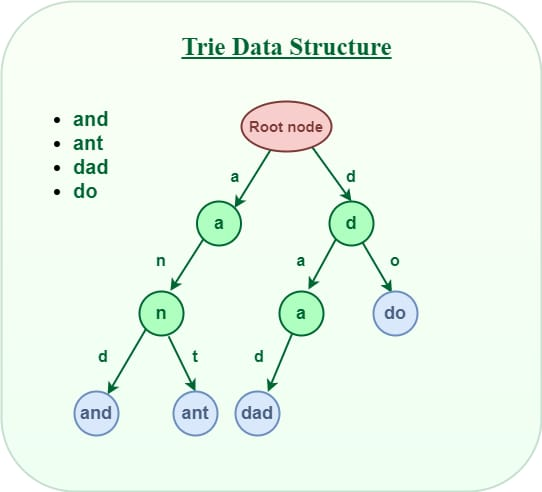 Trie Data Structure
• and
• ant
• dad
• do
Root node
a d
a d
n a o
n a do
d t d
and ant dad